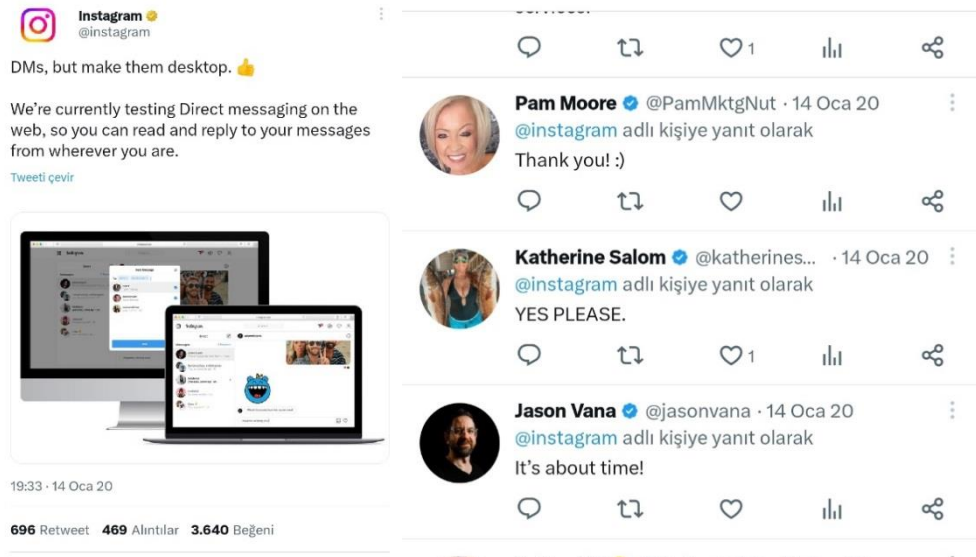 Instagram
@instagram
DMs, but make them desktop. 👍
We're currently testing Direct messaging on the
web, so you can read and reply to your messages
from wherever you are.
Tweeti çevir
19:33 · 14 Oca 20
696 Retweet 469 Alıntılar 3.640 Beğeni
1
Pam Moore @PamMktgNut · 14 Oca 20
@instagram adlı kişiye yanıt olarak
Thank you! :)
Katherine Salom @katherines... · 14 Oca 20
@instagram adlı kişiye yanıt olarak
YES PLEASE.
1
Jason Vana @jasonvana · 14 Oca 20
@instagram adlı kişiye yanıt olarak
It's about time!